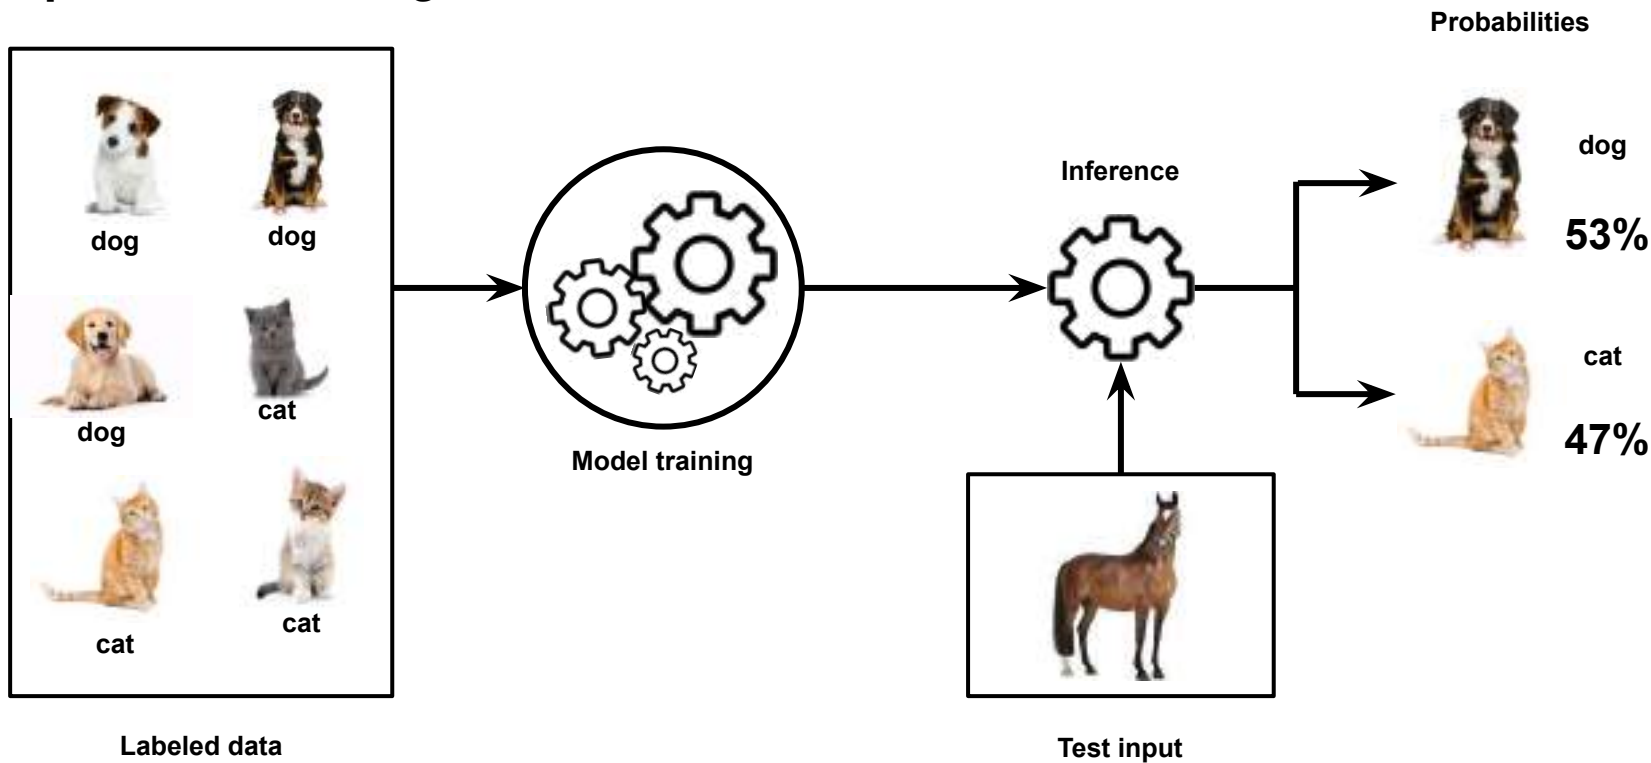 Probabilities
dog
dog
dog
cat
cat
cat
Labeled data
Model training
Inference
Test input
dog
53%
cat
47%